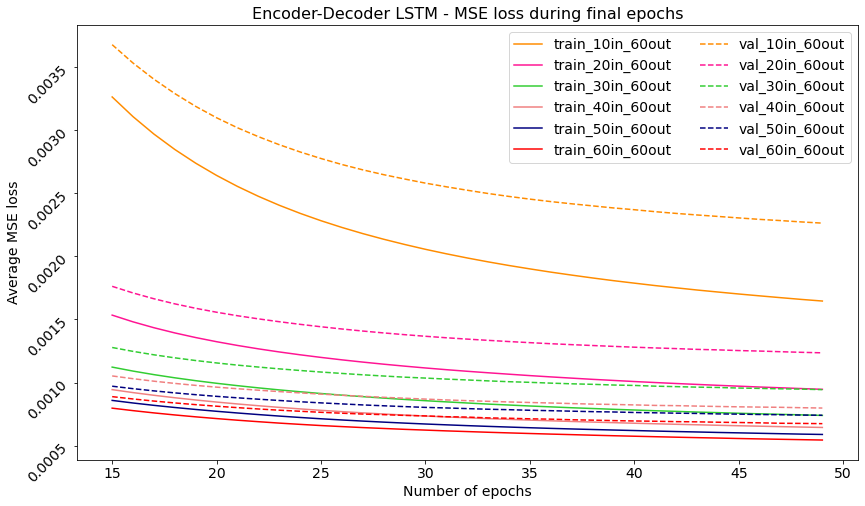 Encoder-Decoder LSTM - MSE loss during final epochs
train_10in_60out
train_20in_60out
train_30in_60out
train_40in_60out
train_50in_60out
train_60in_60out
val_10in_60out
val_20in_60out
val_30in_60out
val_40in_60out
val_50in_60out
val_60in_60out
Average MSE loss
0.0035
0.0030
0.0025
0.0020
0.0015
0.0010
0.0005
15 20 25 30 35 40 45 50
Number of epochs